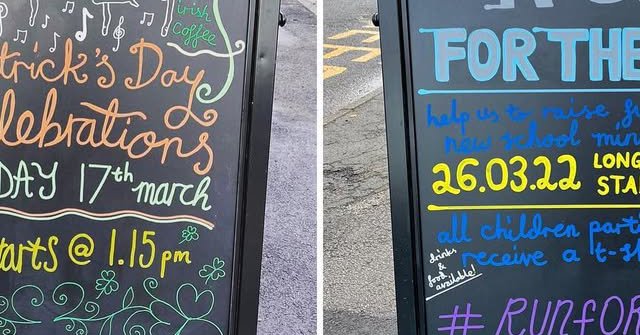 irish
coffee
trick's Day
lebrations
DAY 17th march
tarts @ 1.15pm
FOR THE
help us to raise
new school min
26.03.22 LONG
STA
all children part
receive a t-s
drinks
&
food
available!
# RUNFOR